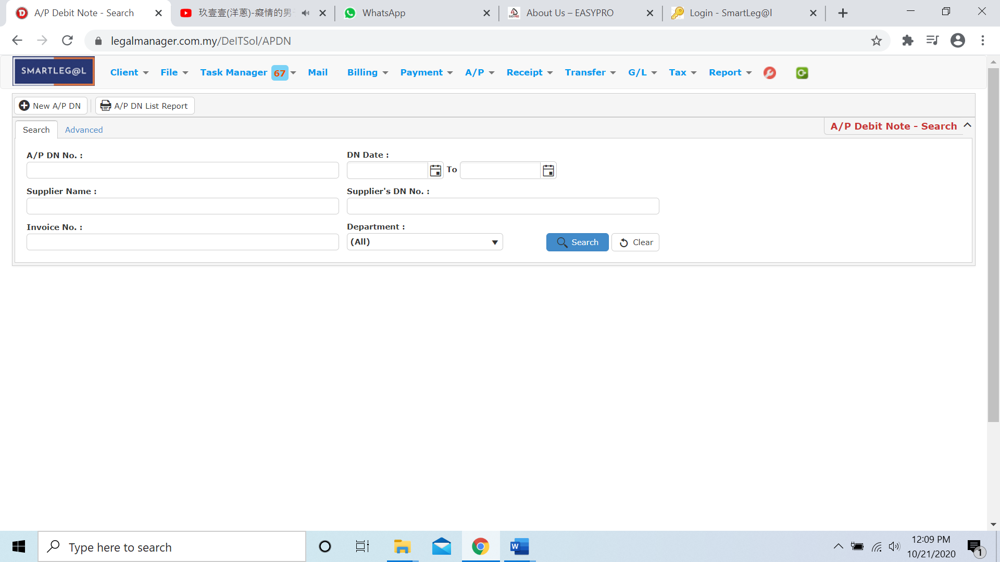 A/P Debit Note - Search
玖壹壹(洋蔥)-癡情的男
WhatsApp
About Us – EASYPRO
Login - SmartLeg@l
legalmanager.com.my/DeITSol/APDN
SMARTLEG@L
Client
File
Task Manager 67
Mail
Billing
Payment
A/P
Receipt
Transfer
G/L
Tax
Report
New A/P DN
A/P DN List Report
Search
Advanced
A/P Debit Note - Search
A/P DN No. :
DN Date :
To
Supplier Name :
Supplier's DN No. :
Invoice No. :
Department :
(All)
Search
Clear
Type here to search
12:09 PM
10/21/2020
1